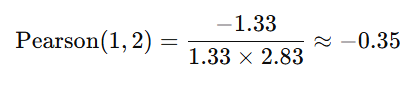 Pearson(1, 2) = −1.33 / 1.33 × 2.83 ≈ −0.35